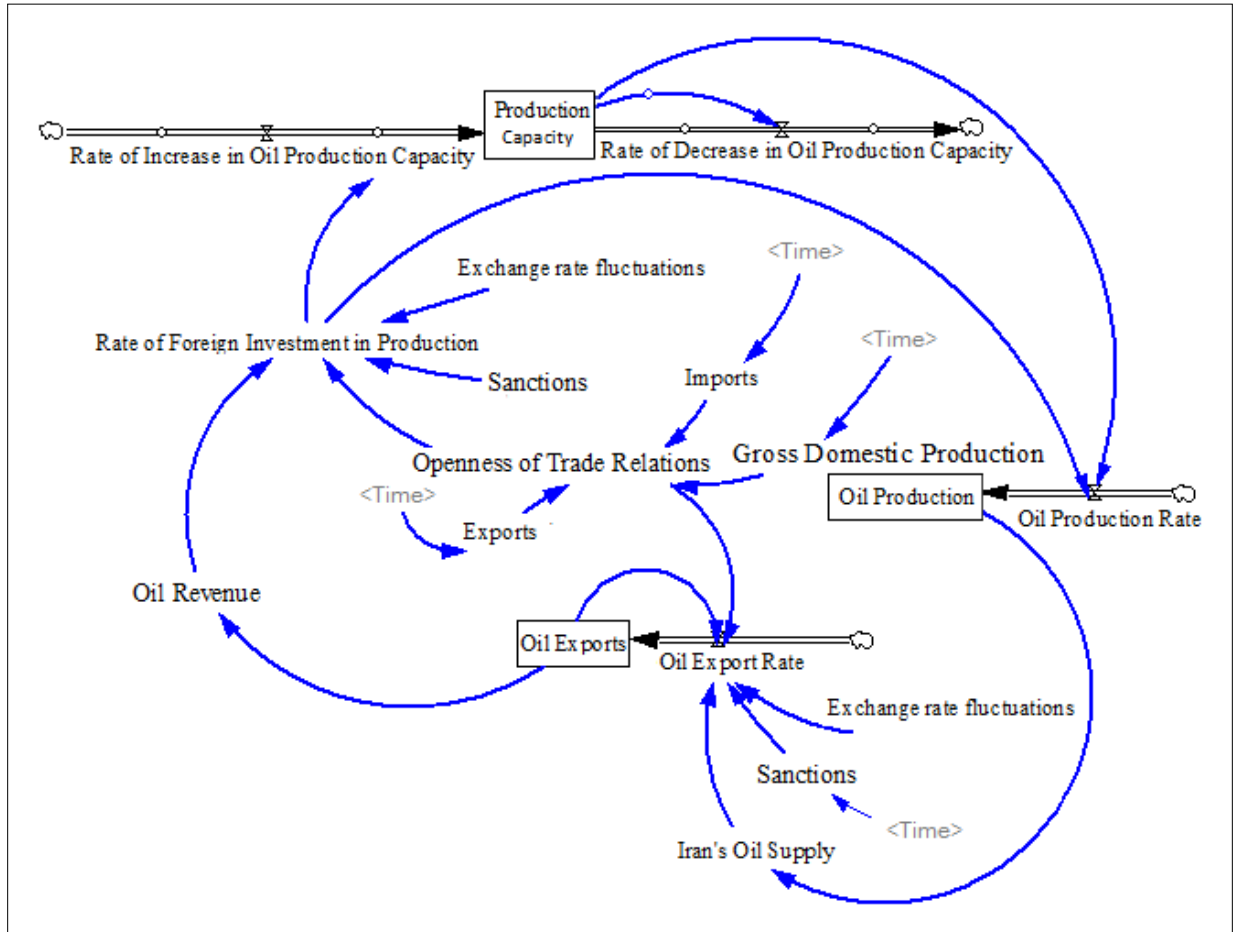 Production
Capacity
Rate of Increase in Oil Production Capacity
Rate of Decrease in Oil Production Capacity
<Time>
Exchange rate fluctuations
<Time>
Rate of Foreign Investment in Production
Imports
Sanctions
Gross Domestic Production
Openness of Trade Relations
<Time>
Oil Production
Oil Production Rate
Exports
Oil Revenue
Oil Exports
Oil Export Rate
Exchange rate fluctuations
Sanctions
<Time>
Iran's Oil Supply